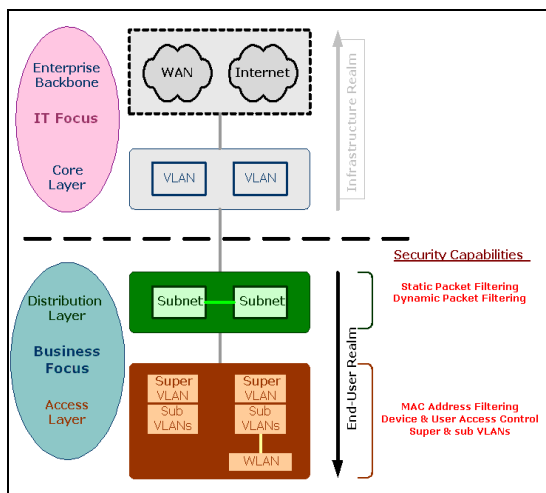 Enterprise
Backbone
IT Focus
Core
Layer
WAN
Internet
VLAN
VLAN
Infrastructure Realm
Security Capabilities
Distribution
Layer
Business
Focus
Access
Layer
Subnet
Subnet
Super
VLAN
Sub
VLANs
Super
VLAN
Sub
VLANs
WLAN
End-User Realm
Static Packet Filtering
Dynamic Packet Filtering
MAC Address Filtering
Device & User Access Control
Super & sub VLANs